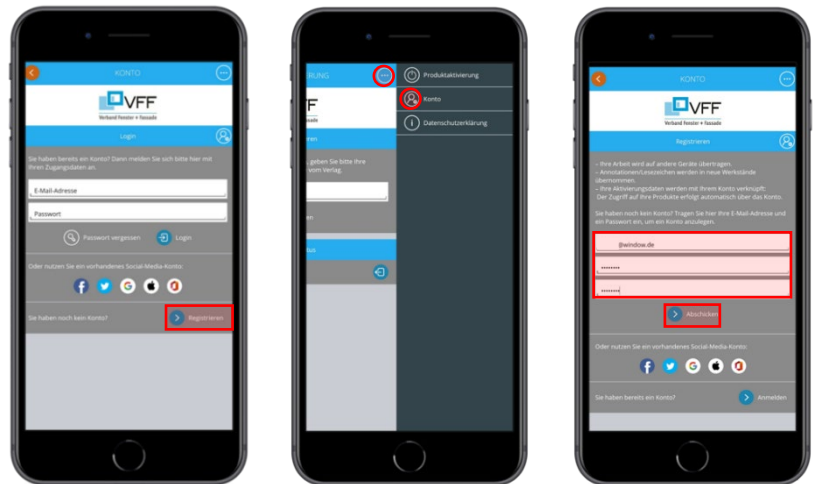 KONTO
VFF
Verband Fenster + Fassade
Login
Sie haben bereits ein Konto? Dann melden Sie sich bitte hier mit
Ihren Zugangsdaten an.
E-Mail-Adresse
Passwort
Passwort vergessen
Login
Oder nutzen Sie ein vorhandenes Social-Media-Konto:
Sie haben noch kein Konto?
Registrieren
RUNG
F
ssade
ren
, geben Sie bitte Ihre
vom Verlag.
en
tus
Produktaktivierung
Konto
Datenschutzerklärung
KONTO
VFF
Verband Fenster + Fassade
Registrieren
– Ihre Arbeit wird auf andere Geräte übertragen.
– Annotationen/Lesezeichen werden in neue Werkstände
übernommen.
– Ihre Aktivierungsdaten werden mit Ihrem Konto verknüpft:
Der Zugriff auf Ihre Produkte erfolgt automatisch über das Konto.
Sie haben noch kein Konto? Tragen Sie hier Ihre E-Mail-Adresse und
ein Passwort ein, um ein Konto anzulegen.
@window.de
Abschicken
Oder nutzen Sie ein vorhandenes Social-Media-Konto:
Sie haben bereits ein Konto?
Anmelden